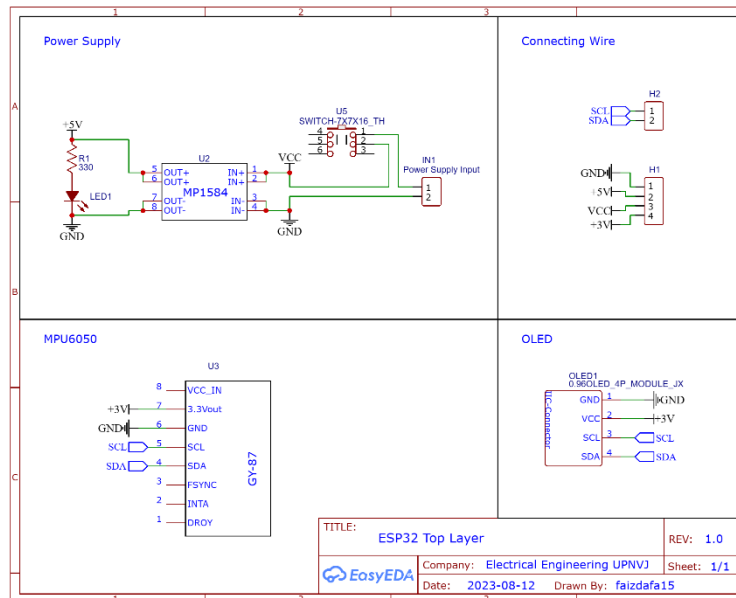 1 2 3
Power Supply
Connecting Wire
A
U5
SWITCH-7X7X16_TH
4 1
5 2
6 3
H2
SCL 1
SDA 2
+5V
R1
330
LED1
GND
U2
MP1584
5 OUT+ IN+ 1
6 OUT+ IN+ 2
7 OUT- IN- 3
8 OUT- IN- 4
VCC
GND
IN1
Power Supply Input
1
2
H1
GND 1
+5V 2
VCC 3
+3V 4
B
MPU6050
OLED
U3
8 VCC_IN
+3V 7 3.3Vout
GND 6 GND
SCL 5 SCL
SDA 4 SDA
3 FSYNC
2 INTA
1 DROY
GY-87
OLED1
0.96OLED_4P_MODULE_JX
IIC-Connector
GND 1 GND
VCC 2 +3V
SCL 3 SCL
SDA 4 SDA
C
TITLE:
ESP32 Top Layer
REV: 1.0
EasyEDA
Company: Electrical Engineering UPNVJ
Sheet: 1/1
Date: 2023-08-12 Drawn By: faizdafa15
1 2 3